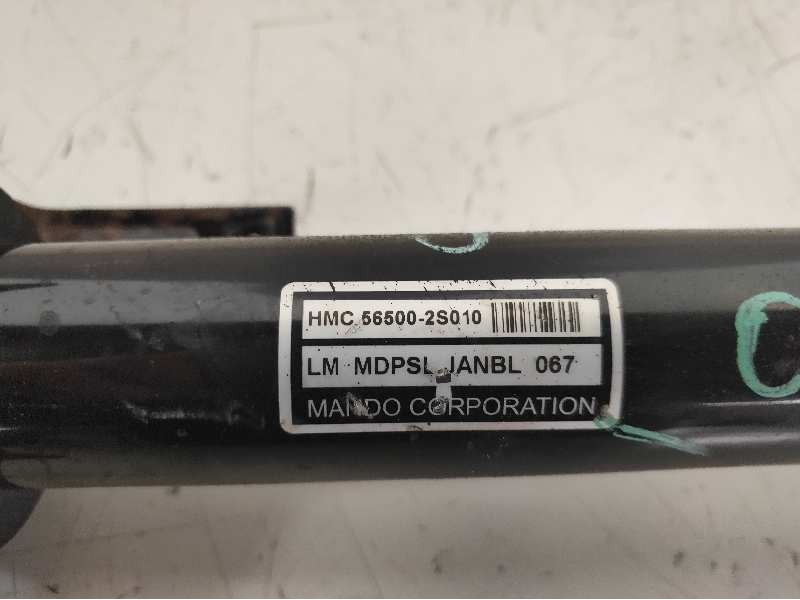 HMC 56500-2S010
LM MDPSL JANBL 067
MANDO CORPORATION